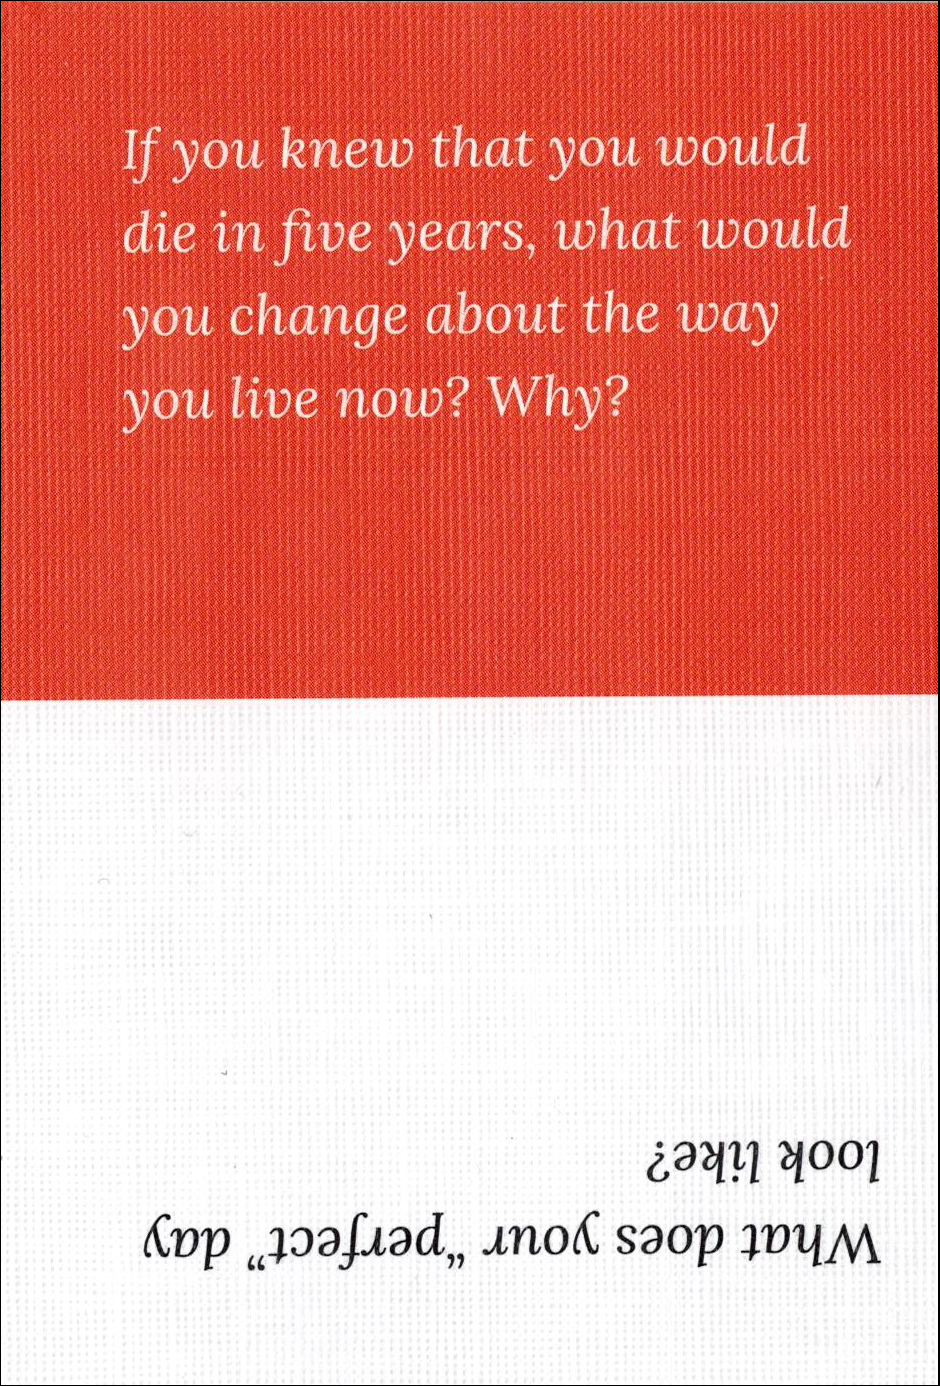 If you knew that you would
die in five years, what would
you change about the way
you live now? Why?
What does your “perfect” day
look like?